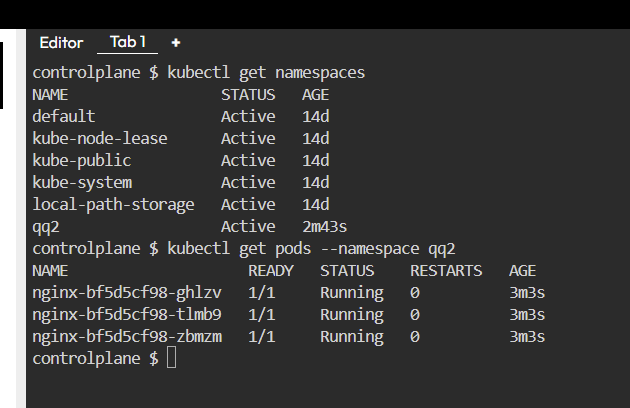 Editor Tab 1 +
controlplane $ kubectl get namespaces
NAME STATUS AGE
default Active 14d
kube-node-lease Active 14d
kube-public Active 14d
kube-system Active 14d
local-path-storage Active 14d
qq2 Active 2m43s
controlplane $ kubectl get pods --namespace qq2
NAME READY STATUS RESTARTS AGE
nginx-bf5d5cf98-ghlzv 1/1 Running 0 3m3s
nginx-bf5d5cf98-tlmb9 1/1 Running 0 3m3s
nginx-bf5d5cf98-zbmzm 1/1 Running 0 3m3s
controlplane $